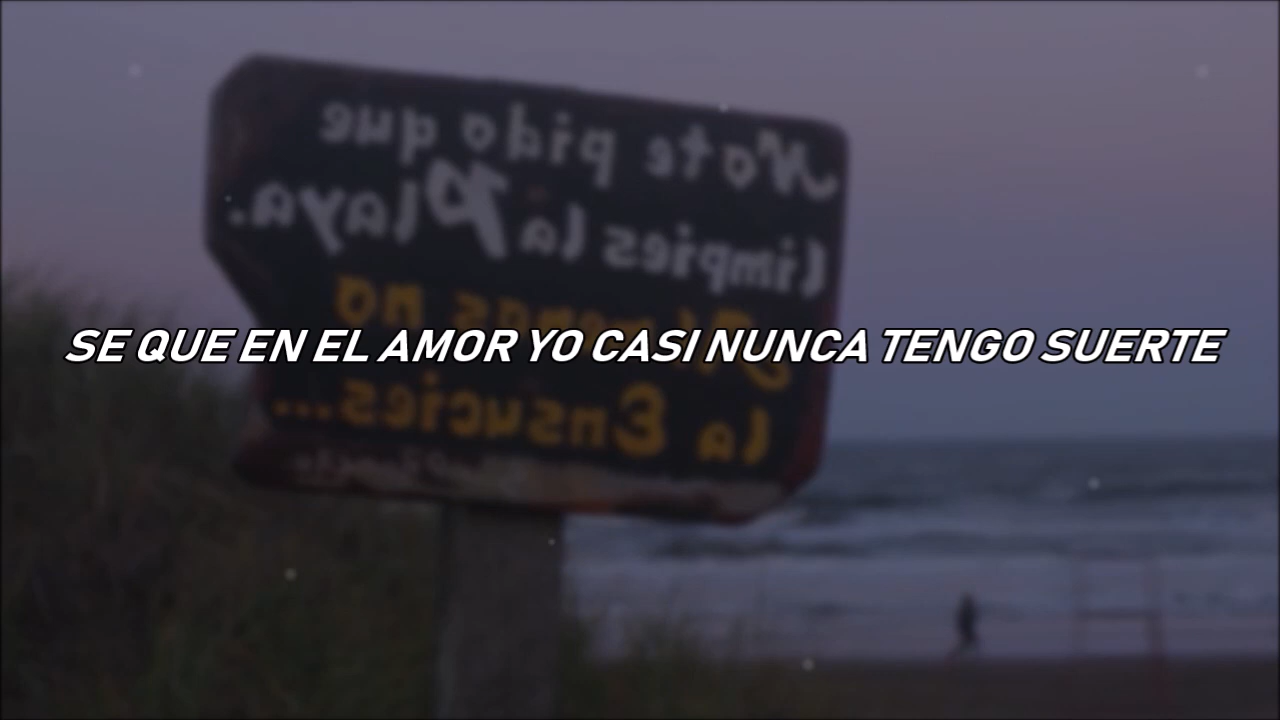 No te pido que
limpies la Playa.
SE QUE EN EL AMOR YO CASI NUNCA TENGO SUERTE
la Ensucies...